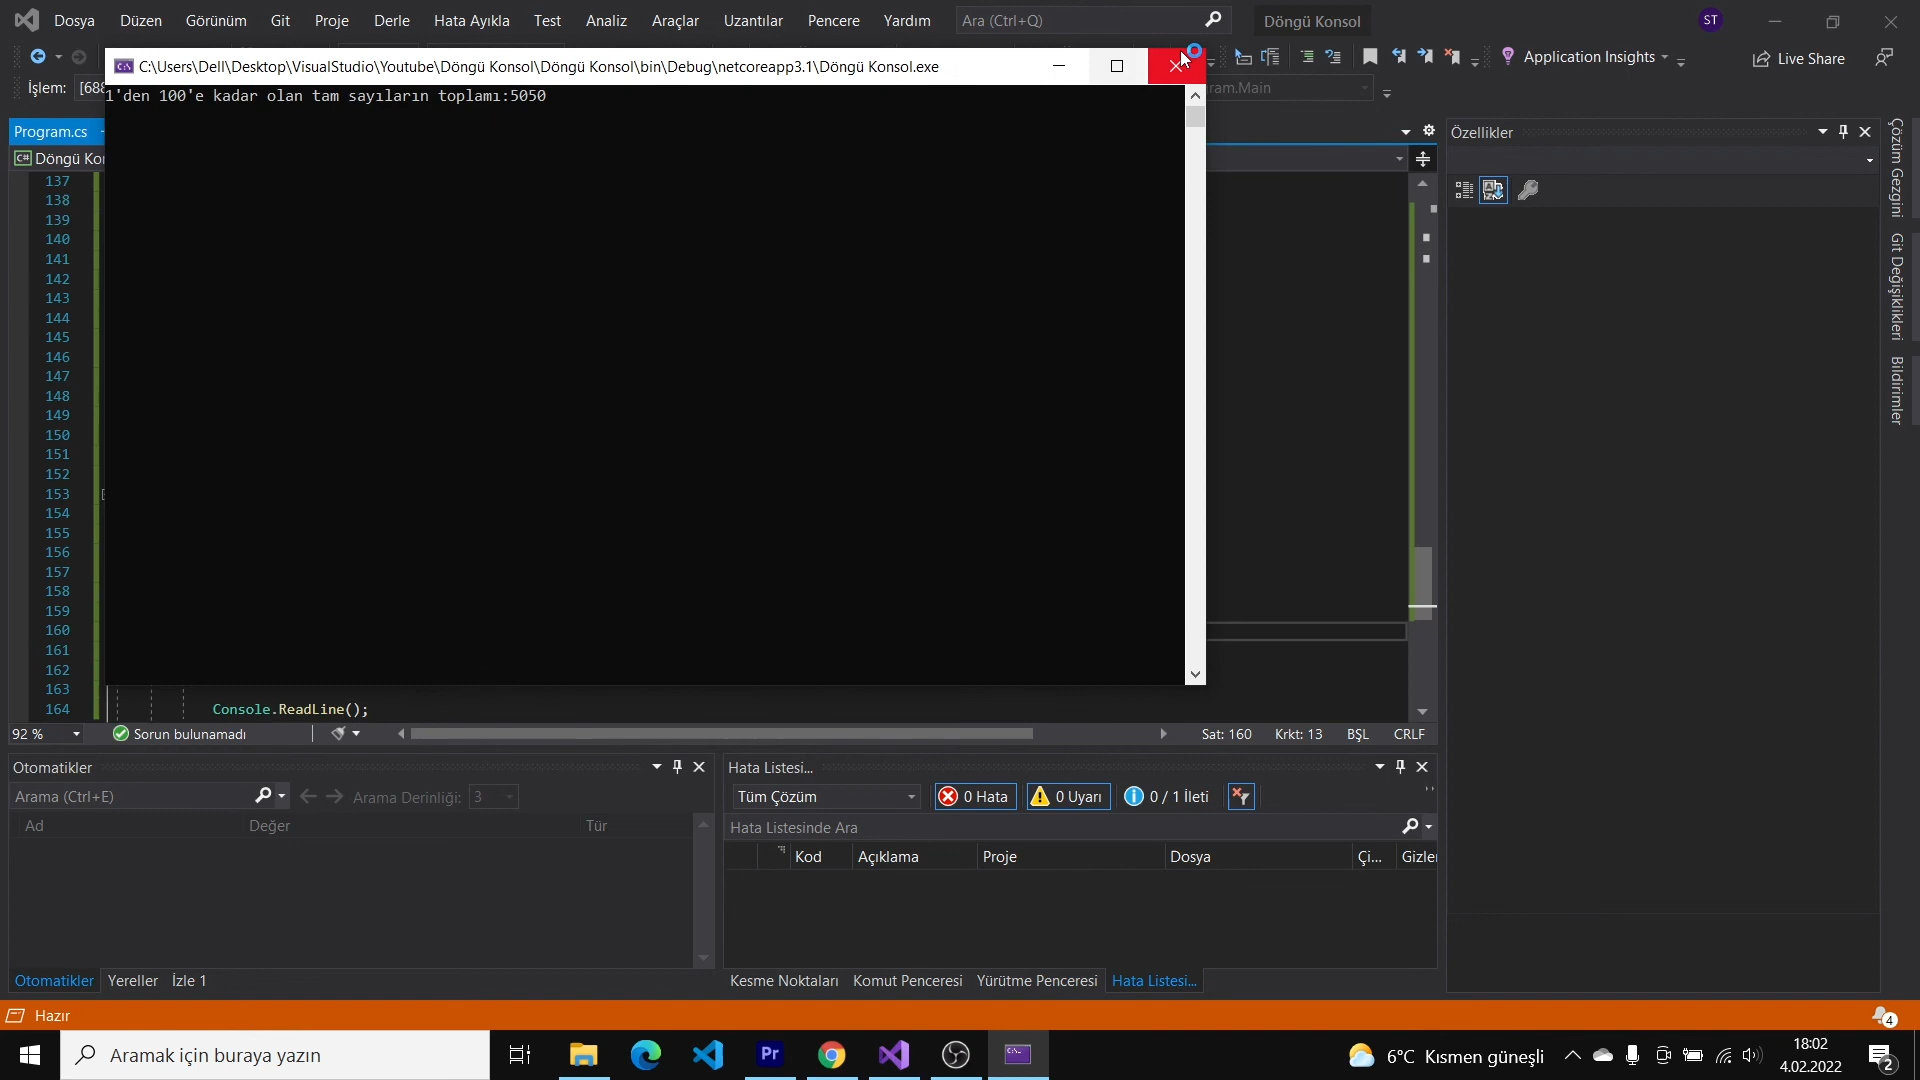 Dosya Düzen Görünüm Git Proje Derle Hata Ayıkla Test Analiz Araçlar Uzantılar Pencere Yardım Ara (Ctrl+Q) Döngü Konsol ST
C:\Users\Dell\Desktop\VisualStudio\Youtube\Döngü Konsol\Döngü Konsol\bin\Debug\netcoreapp3.1\Döngü Konsol.exe
Application Insights Live Share
İşlem: [688
ram.Main
1'den 100'e kadar olan tam sayıların toplamı:5050
Program.cs
Döngü Kon
Özellikler
Çözüm Gezgini
Git Değişiklikleri
Bildirimler
137
138
139
140
141
142
143
144
145
146
147
148
149
150
151
152
153
154
155
156
157
158
159
160
161
162
163
164 Console.ReadLine();
92 % Sorun bulunamadı Sat: 160 Krkt: 13 BŞL CRLF
Otomatikler
Arama (Ctrl+E) Arama Derinliği: 3
Ad Değer Tür
Otomatikler Yereller İzle 1
Hata Listesi...
Tüm Çözüm 0 Hata 0 Uyarı 0 / 1 İleti
Hata Listesinde Ara
Kod Açıklama Proje Dosya Çi... Gizler
Kesme Noktaları Komut Penceresi Yürütme Penceresi Hata Listesi...
Hazır 4
Aramak için buraya yazın Pr 6°C Kısmen güneşli 18:02
4.02.2022 2